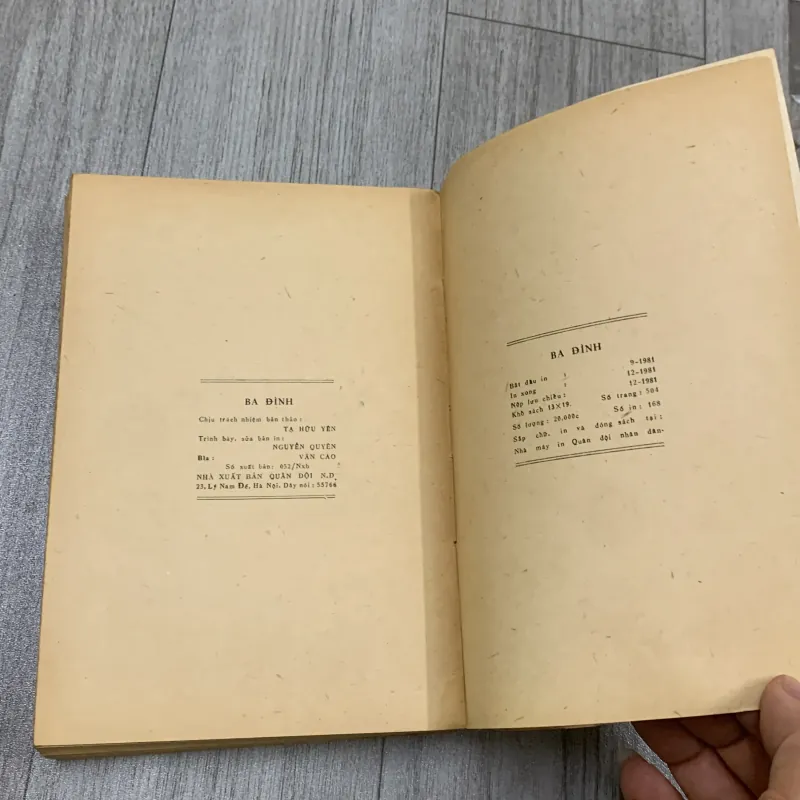 BA ĐÌNH
Chịu trách nhiệm bản thảo :
TẠ HỮU YÊN
Trình bày, sửa bản in :
NGUYỄN QUYÊN
Bìa : VĂN CAO
Số xuất bản: 052/Nxb
NHÀ XUẤT BẢN QUÂN ĐỘI N.D
23, Lý Nam Đế, Hà Nội. Dây nói : 55766
BA ĐÌNH
Bắt đầu in : 9-1981
In xong : 12-1981
Nộp lưu chiểu: 12-1981
Khổ sách 13×19. Số trang : 504
Số lượng : 20.000c Số in : 168
Sắp chữ, in và đóng sách tại :
Nhà máy in Quân đội nhân dân-